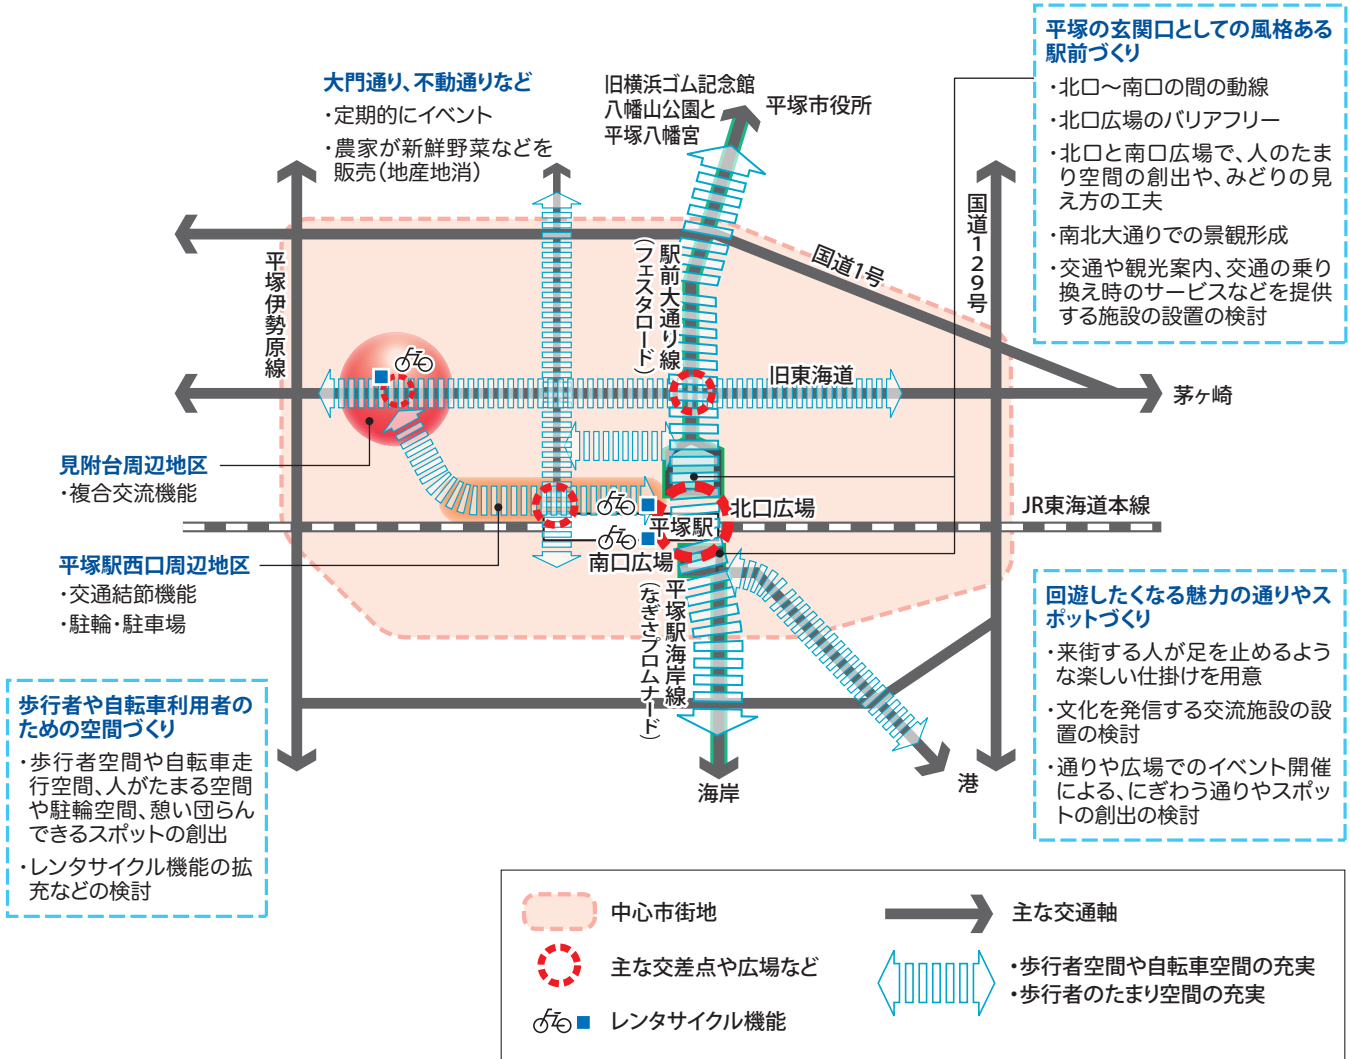 平塚の玄関口としての風格ある
駅前づくり
・北口～南口の間の動線
・北口広場のバリアフリー
・北口と南口広場で、人のたま
り空間の創出や、みどりの見
え方の工夫
・南北大通りでの景観形成
・交通や観光案内、交通の乗り
換え時のサービスなどを提供
する施設の設置の検討
大門通り、不動通りなど
・定期的にイベント
・農家が新鮮野菜などを
販売(地産地消)
旧横浜ゴム記念館
八幡山公園と
平塚八幡宮
平塚市役所
国道129号
国道1号
平塚伊勢原線
駅前大通り線
(フェスタロード)
旧東海道
茅ヶ崎
見附台周辺地区
・複合交流機能
北口広場
JR東海道本線
平塚駅
南口広場
平塚駅西口周辺地区
・交通結節機能
・駐輪・駐車場
平塚駅海岸線
(なぎさプロムナード)
海岸
港
回遊したくなる魅力の通りやス
ポットづくり
・来街する人が足を止めるよう
な楽しい仕掛けを用意
・文化を発信する交流施設の設
置の検討
・通りや広場でのイベント開催
による、にぎわう通りやスポッ
トの創出の検討
歩行者や自転車利用者の
ための空間づくり
・歩行者空間や自転車走
行空間、人がたまる空間
や駐輪空間、憩い団らん
できるスポットの創出
・レンタサイクル機能の拡
充などの検討
中心市街地
主な交通軸
主な交差点や広場など
・歩行者空間や自転車空間の充実
・歩行者のたまり空間の充実
レンタサイクル機能